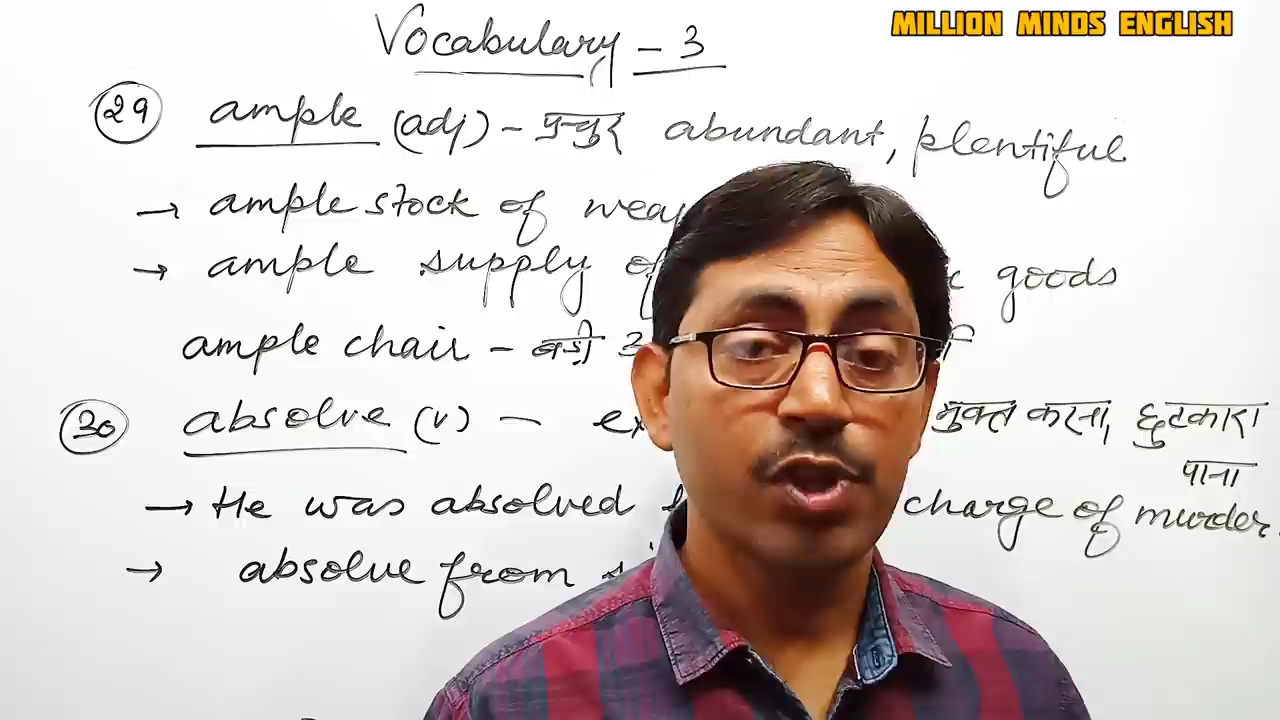 MILLION MINDS ENGLISH
Vocabulary - 3
29 ample (adj) - प्रचुर abundant, plentiful
→ ample stock of
→ ample supply of goods
ample chair - बड़ी
30 absolve (v) - मुक्त करना, छुटकारा
पाना
→ He was absolved charge of murder.
→ absolve from